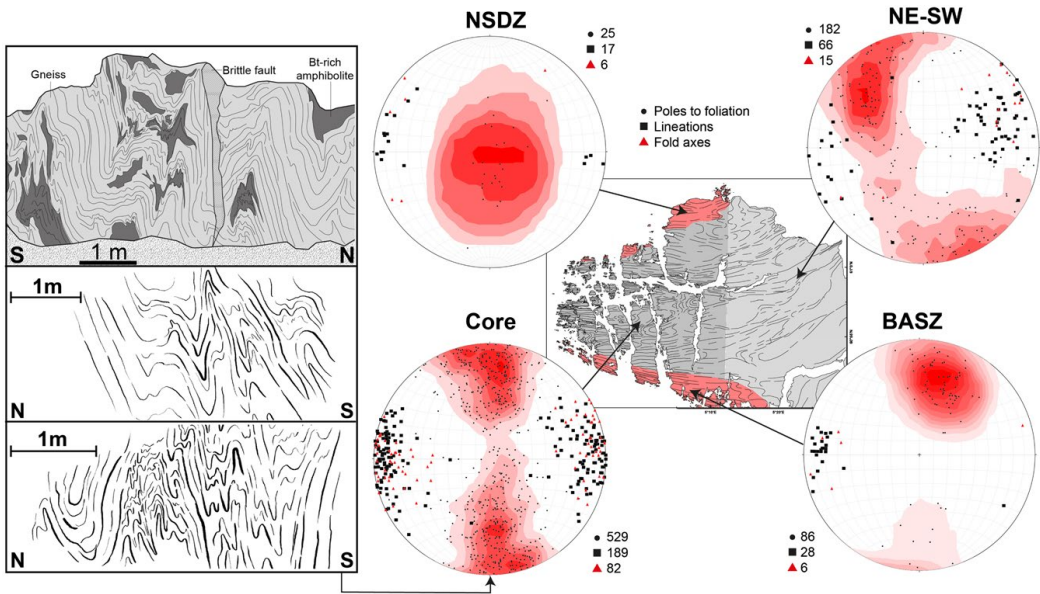 NSDZ
25
17
6
NE-SW
182
66
15
Gneiss
Brittle fault
Bt-rich
amphibolite
S
1 m
N
Poles to foliation
Lineations
Fold axes
1m
N
S
1m
N
S
Core
529
189
82
BASZ
86
28
6